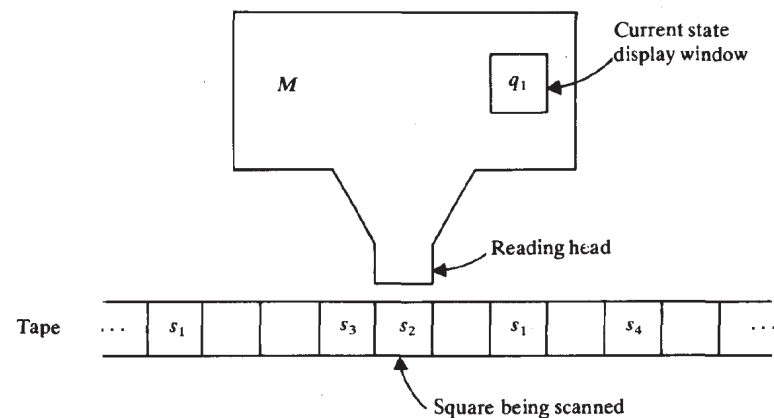 Current state
display window
M
q₁
Reading head
Tape
... s₁ s₃ s₂ s₁ s₄ ...
Square being scanned